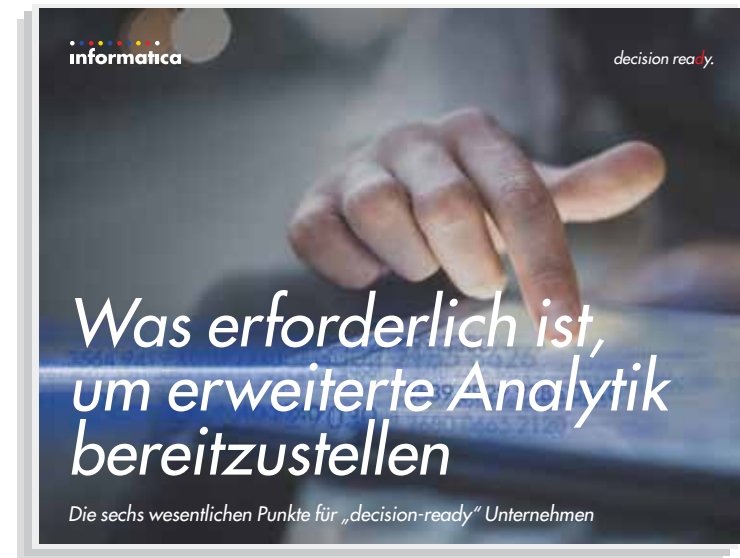 informatica
decision ready.
Was erforderlich ist,
um erweiterte Analytik
bereitzustellen
Die sechs wesentlichen Punkte für „decision-ready“ Unternehmen